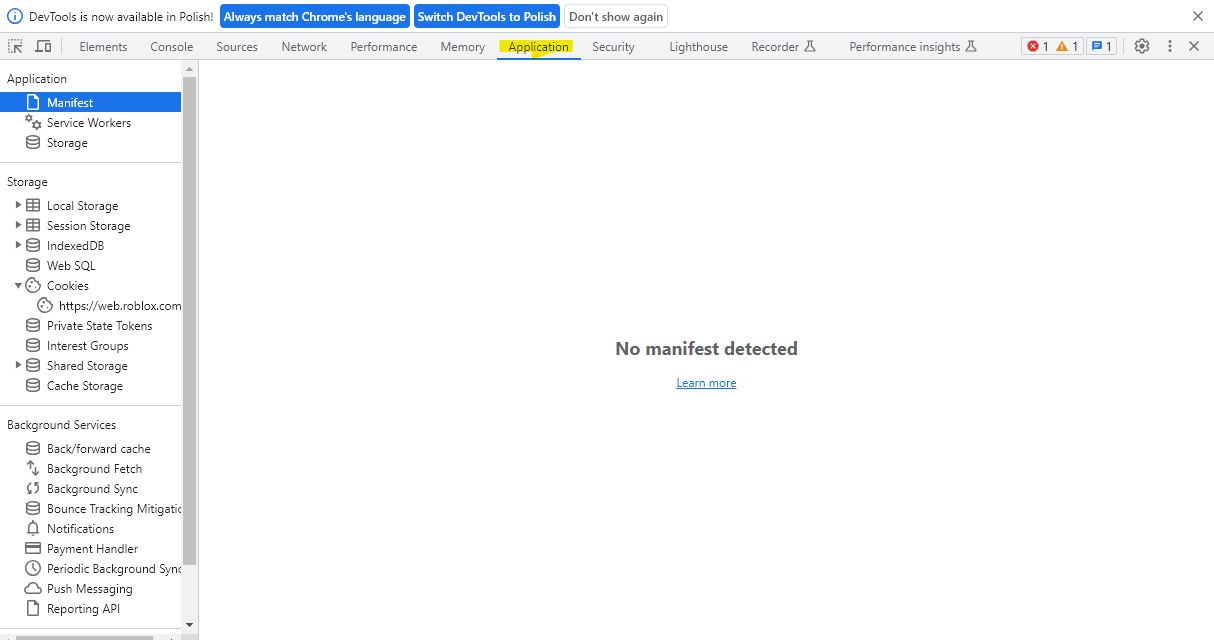 DevTools is now available in Polish! Always match Chrome's language Switch DevTools to Polish Don't show again
Elements Console Sources Network Performance Memory Application Security Lighthouse Recorder Performance insights 1 1 1
Application
Manifest
Service Workers
Storage
Storage
Local Storage
Session Storage
IndexedDB
Web SQL
Cookies
https://web.roblox.com
Private State Tokens
Interest Groups
Shared Storage
Cache Storage
Background Services
Back/forward cache
Background Fetch
Background Sync
Bounce Tracking Mitigatic
Notifications
Payment Handler
Periodic Background Sync
Push Messaging
Reporting API
No manifest detected
Learn more